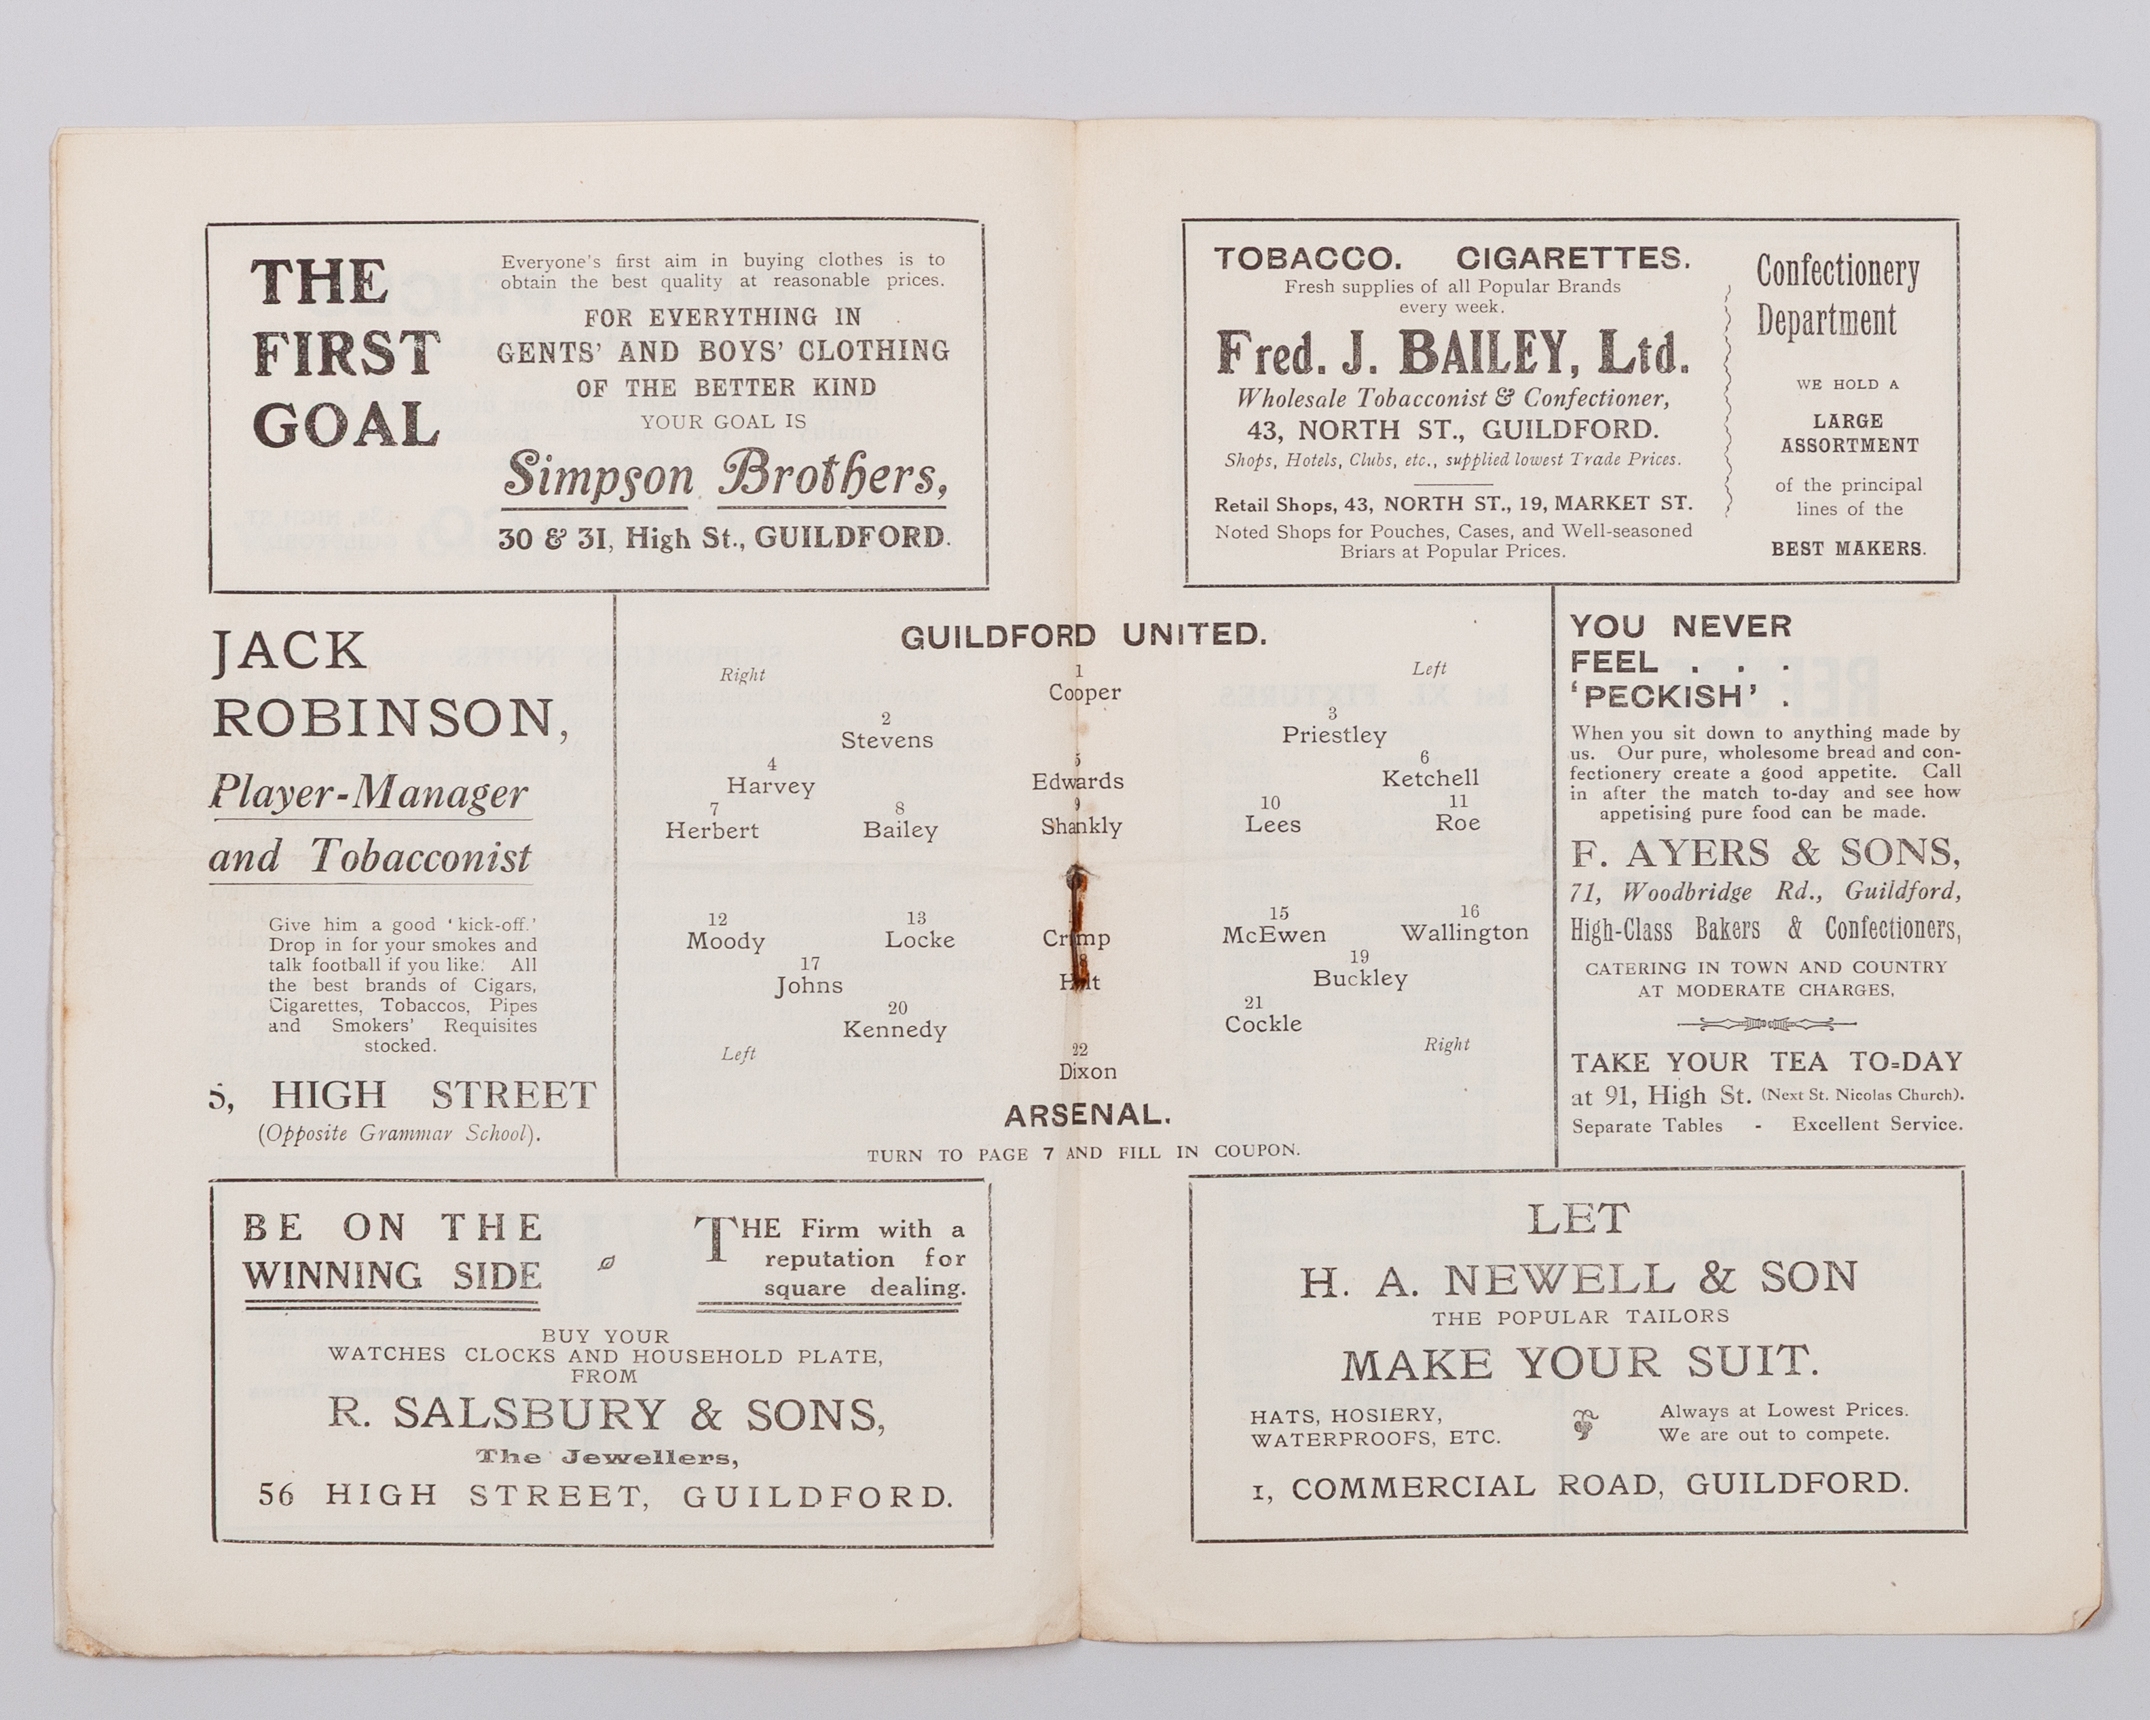 THE
FIRST
GOAL
Everyone's first aim in buying clothes is to
obtain the best quality at reasonable prices.
FOR EVERYTHING IN
GENTS' AND BOYS' CLOTHING
OF THE BETTER KIND
YOUR GOAL IS
Simpson Brothers,
30 & 31, High St., GUILDFORD.
TOBACCO. CIGARETTES.
Fresh supplies of all Popular Brands
every week.
Fred. J. BAILEY, Ltd.
Wholesale Tobacconist & Confectioner,
43, NORTH ST., GUILDFORD.
Shops, Hotels, Clubs, etc., supplied lowest Trade Prices.
Retail Shops, 43, NORTH ST., 19, MARKET ST.
Noted Shops for Pouches, Cases, and Well-seasoned
Briars at Popular Prices.
Confectionery
Department
WE HOLD A
LARGE
ASSORTMENT
of the principal
lines of the
BEST MAKERS.
JACK
ROBINSON,
Player-Manager
and Tobacconist
Give him a good 'kick-off.'
Drop in for your smokes and
talk football if you like. All
the best brands of Cigars,
Cigarettes, Tobaccos, Pipes
and Smokers' Requisites
stocked.
5, HIGH STREET
(Opposite Grammar School).
GUILDFORD UNITED.
Right 1 Left
Cooper
2 3
Stevens Priestley
4 5 6
Harvey Edwards Ketchell
7 8 9 10 11
Herbert Bailey Shankly Lees Roe
12 13 15 16
Moody Locke McEwen Wallington
17 19
Johns Buckley
20 21
Kennedy Cockle
Left 22 Right
Dixon
ARSENAL.
TURN TO PAGE 7 AND FILL IN COUPON.
YOU NEVER
FEEL . . .
'PECKISH' .
When you sit down to anything made by
us. Our pure, wholesome bread and con-
fectionery create a good appetite. Call
in after the match to-day and see how
appetising pure food can be made.
F. AYERS & SONS,
71, Woodbridge Rd., Guildford,
High-Class Bakers & Confectioners,
CATERING IN TOWN AND COUNTRY
AT MODERATE CHARGES,
TAKE YOUR TEA TO=DAY
at 91, High St. (Next St. Nicolas Church).
Separate Tables - Excellent Service.
BE ON THE
WINNING SIDE
THE Firm with a
reputation for
square dealing.
BUY YOUR
WATCHES CLOCKS AND HOUSEHOLD PLATE,
FROM
R. SALSBURY & SONS,
The Jewellers,
56 HIGH STREET, GUILDFORD.
LET
H. A. NEWELL & SON
THE POPULAR TAILORS
MAKE YOUR SUIT.
HATS, HOSIERY,
WATERPROOFS, ETC.
Always at Lowest Prices.
We are out to compete.
1, COMMERCIAL ROAD, GUILDFORD.